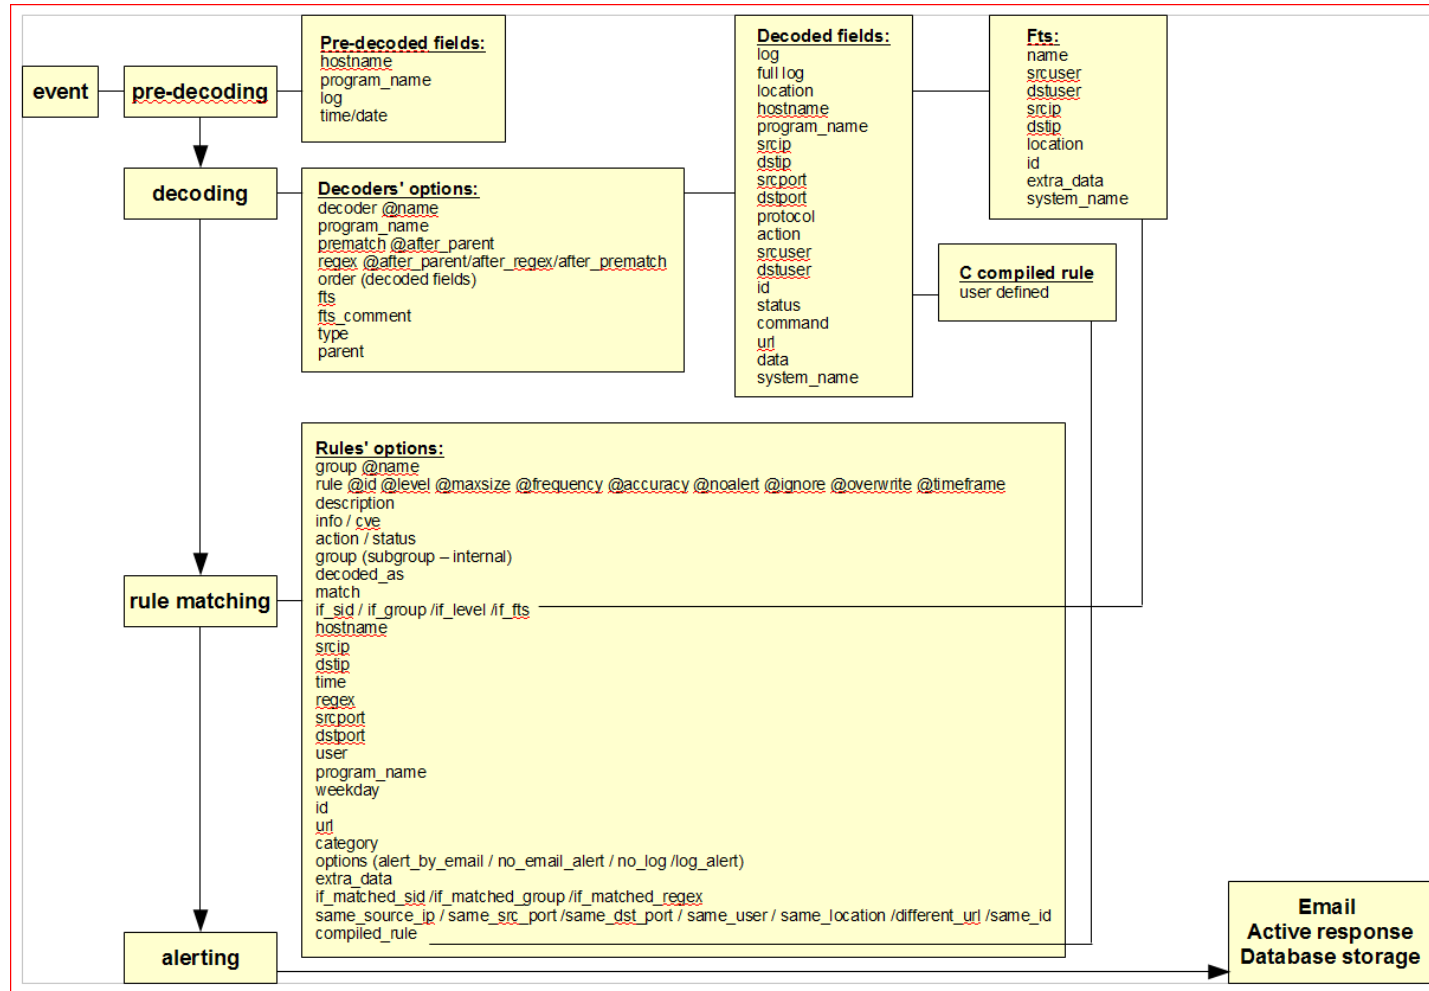 event
pre-decoding
Pre-decoded fields:
hostname
program_name
log
time/date
decoding
Decoders' options:
decoder @name
program_name
prematch @after_parent
regex @after_parent/after_regex/after_prematch
order (decoded fields)
fts
fts_comment
type
parent
Decoded fields:
log
full log
location
hostname
program_name
srcip
dstip
srcport
dstport
protocol
action
srcuser
dstuser
id
status
command
url
data
system_name
Fts:
name
srcuser
dstuser
srcip
dstip
location
id
extra_data
system_name
C compiled rule
user defined
rule matching
Rules' options:
group @name
rule @id @level @maxsize @frequency @accuracy @noalert @ignore @overwrite @timeframe
description
info / cve
action / status
group (subgroup – internal)
decoded_as
match
if_sid / if_group /if_level /if_fts
hostname
srcip
dstip
time
regex
srcport
dstport
user
program_name
weekday
id
url
category
options (alert_by_email / no_email_alert / no_log /log_alert)
extra_data
if_matched_sid /if_matched_group /if_matched_regex
same_source_ip / same_src_port /same_dst_port / same_user / same_location /different_url /same_id
compiled_rule
alerting
Email
Active response
Database storage